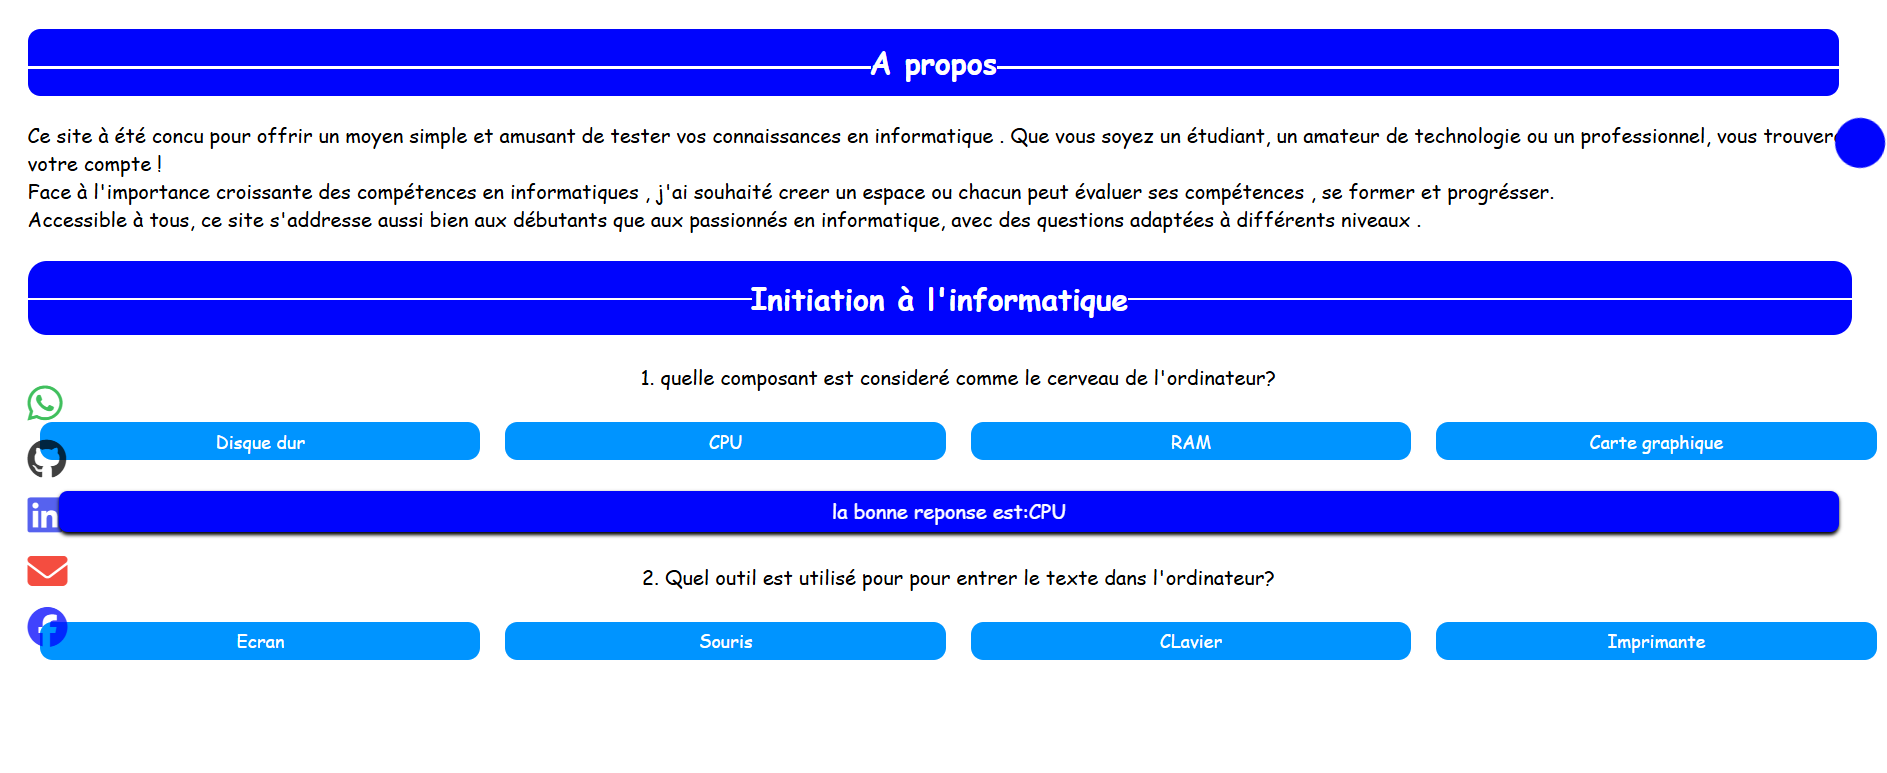 A propos
Ce site à été concu pour offrir un moyen simple et amusant de tester vos connaissances en informatique . Que vous soyez un étudiant, un amateur de technologie ou un professionnel, vous
votre compte !
Face à l'importance croissante des compétences en informatiques , j'ai souhaité creer un espace ou chacun peut évaluer ses compétences , se former et progrésser.
Accessible à tous, ce site s'addresse aussi bien aux débutants que aux passionnés en informatique, avec des questions adaptées à différents niveaux .
Initiation à l'informatique
1. quelle composant est consideré comme le cerveau de l'ordinateur?
Disque dur CPU RAM Carte graphique
in
la bonne reponse est:CPU
2. Quel outil est utilisé pour pour entrer le texte dans l'ordinateur?
Ecran Souris CLavier Imprimante